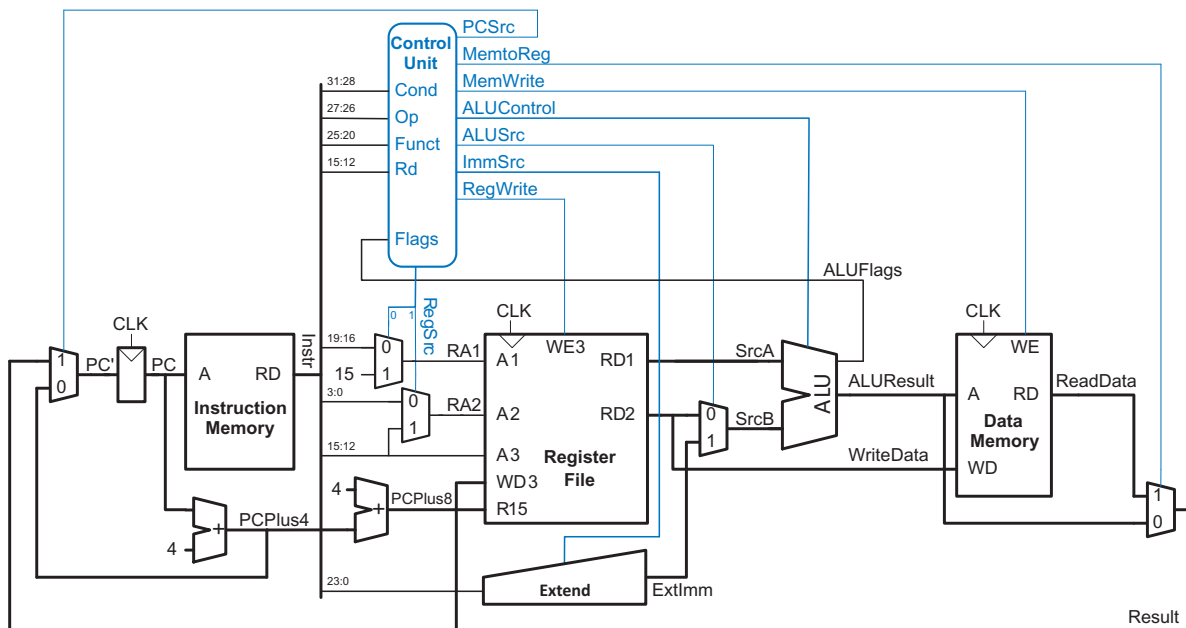 PCSrc
Control
Unit
MemtoReg
MemWrite
31:28
Cond
27:26
Op
ALUControl
25:20
Funct
ALUSrc
15:12
Rd
ImmSrc
RegWrite
Flags
ALUFlags
0 1
RegSrc
CLK
CLK
CLK
Instr
19:16
0
RA1
A1
WE3
RD1
SrcA
WE
1
0
PC'
PC
A
RD
15
1
Instruction
Memory
3:0
0
1
RA2
A2
RD2
0
1
SrcB
ALU
ALUResult
A
RD
ReadData
Data
Memory
15:12
A3
Register
File
WriteData
WD
WD3
4
+
PCPlus8
R15
1
0
4
+
PCPlus4
23:0
Extend
ExtImm
Result